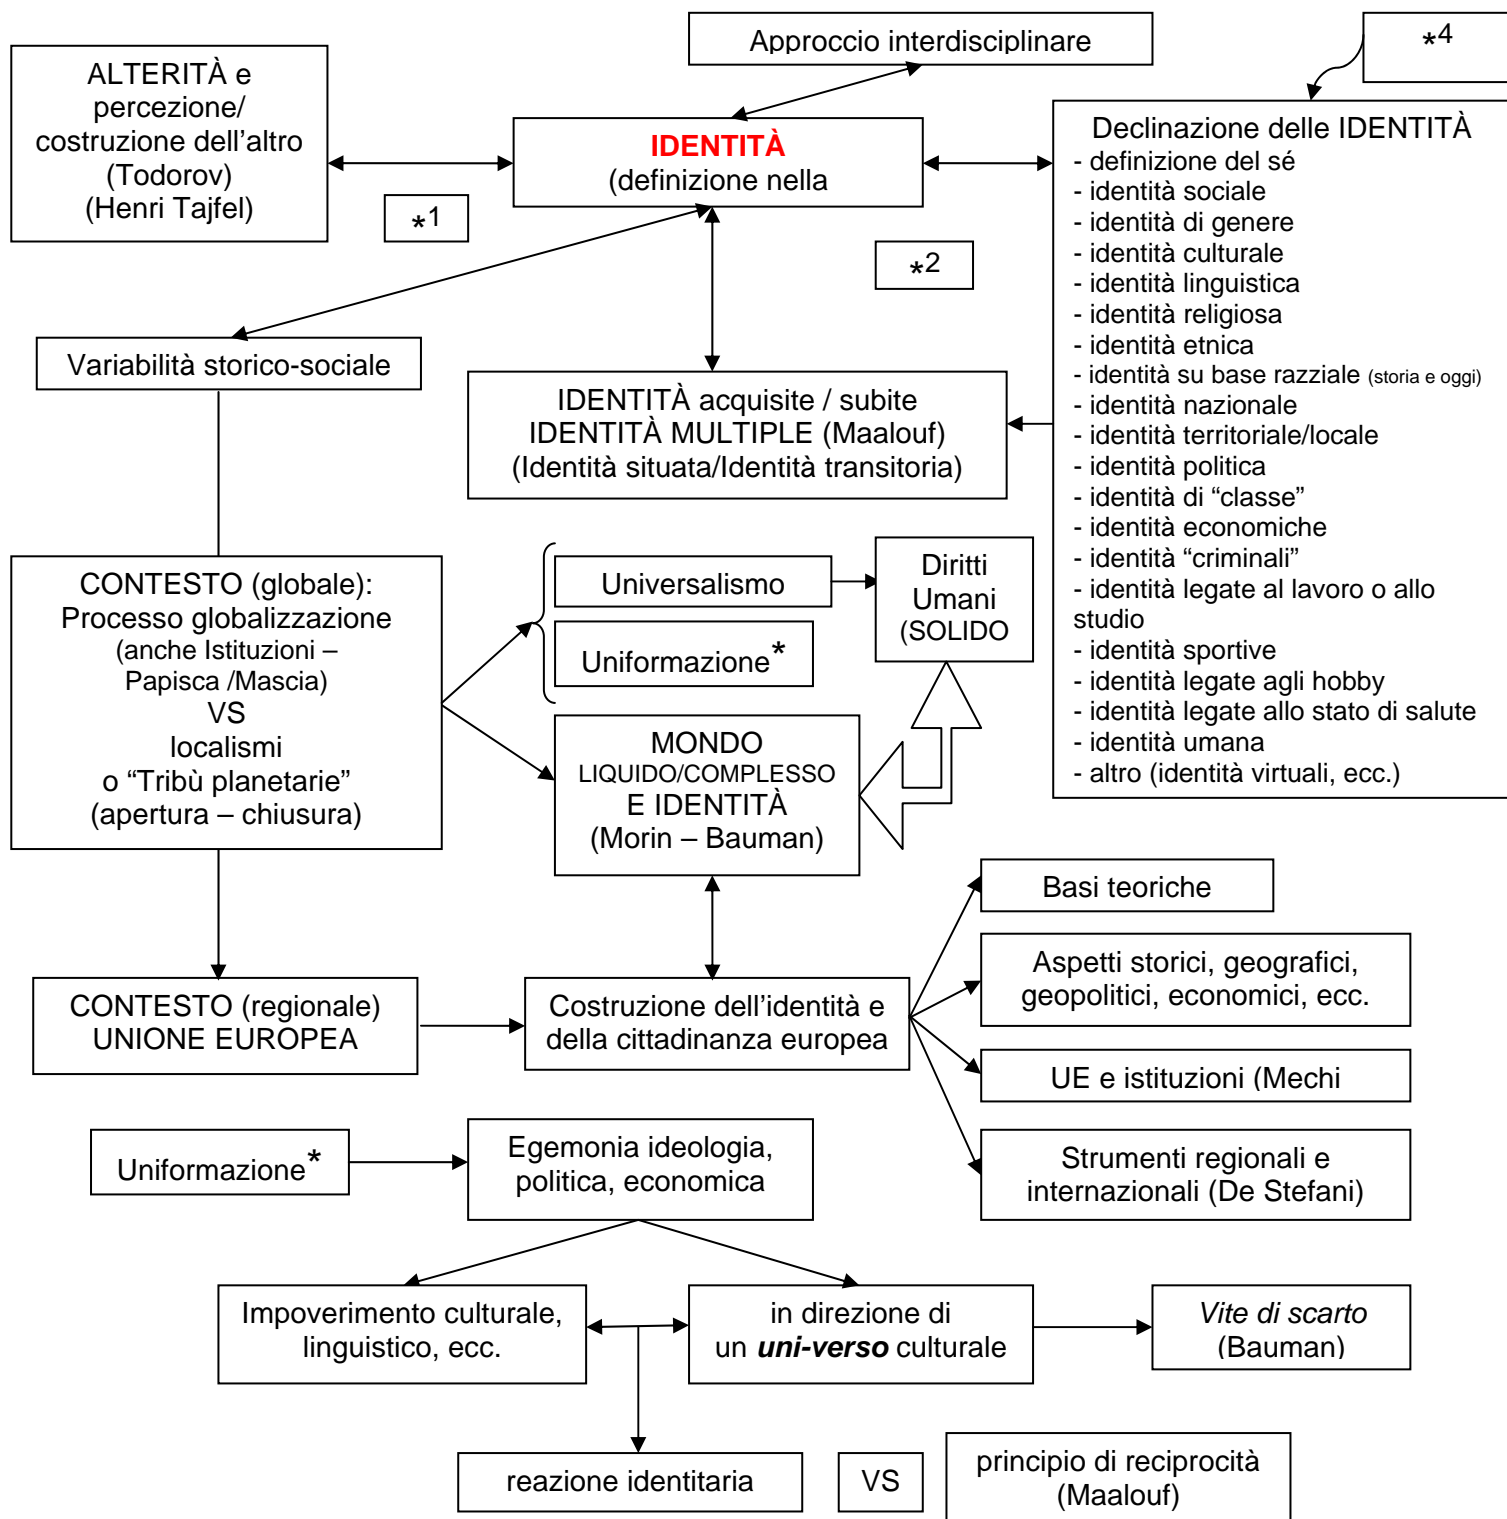 Approccio interdisciplinare
*4
ALTERITÀ e
percezione/
costruzione dell’altro
(Todorov)
(Henri Tajfel)
IDENTITÀ
(definizione nella
Declinazione delle IDENTITÀ
- definizione del sé
- identità sociale
- identità di genere
- identità culturale
- identità linguistica
- identità religiosa
- identità etnica
- identità su base razziale (storia e oggi)
- identità nazionale
- identità territoriale/locale
- identità politica
- identità di “classe”
- identità economiche
- identità “criminali”
- identità legate al lavoro o allo
studio
- identità sportive
- identità legate agli hobby
- identità legate allo stato di salute
- identità umana
- altro (identità virtuali, ecc.)
*1
*2
Variabilità storico-sociale
IDENTITÀ acquisite / subite
IDENTITÀ MULTIPLE (Maalouf)
(Identità situata/Identità transitoria)
CONTESTO (globale):
Processo globalizzazione
(anche Istituzioni –
Papisca /Mascia)
VS
localismi
o “Tribù planetarie”
(apertura – chiusura)
Universalismo
Uniformazione*
Diritti
Umani
(SOLIDO
MONDO
LIQUIDO/COMPLESSO
E IDENTITÀ
(Morin – Bauman)
Basi teoriche
Aspetti storici, geografici,
geopolitici, economici, ecc.
CONTESTO (regionale)
UNIONE EUROPEA
Costruzione dell’identità e
della cittadinanza europea
UE e istituzioni (Mechi
Strumenti regionali e
internazionali (De Stefani)
Uniformazione*
Egemonia ideologia,
politica, economica
Impoverimento culturale,
linguistico, ecc.
in direzione di
un uni-verso culturale
Vite di scarto
(Bauman)
reazione identitaria
VS
principio di reciprocità
(Maalouf)